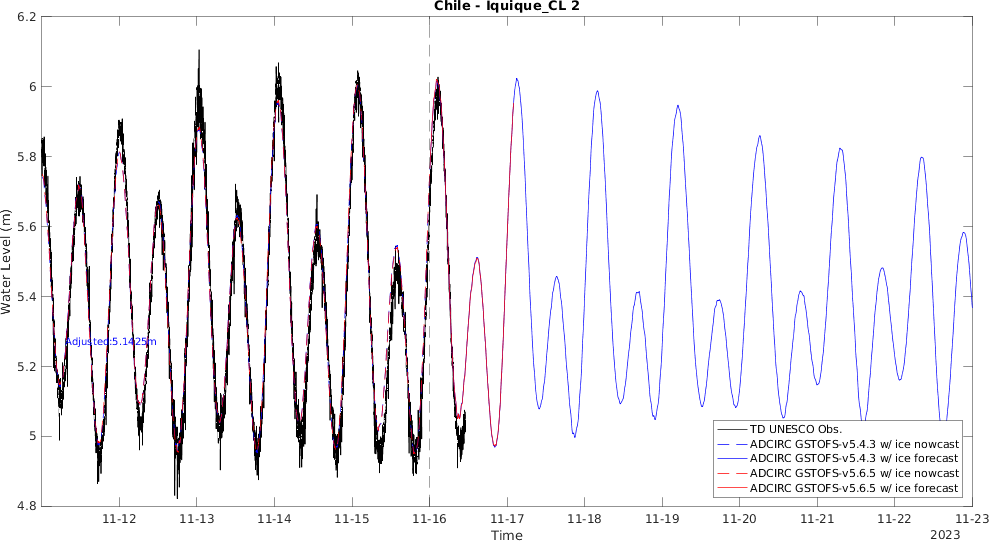 Chile - Iquique_CL 2
6.2
6
5.8
5.6
5.4
5.2
5
4.8
Water Level (m)
Adjusted:5.1425m
TD UNESCO Obs.
ADCIRC GSTOFS-v5.4.3 w/ ice nowcast
ADCIRC GSTOFS-v5.4.3 w/ ice forecast
ADCIRC GSTOFS-v5.6.5 w/ ice nowcast
ADCIRC GSTOFS-v5.6.5 w/ ice forecast
11-12 11-13 11-14 11-15 11-16 11-17 11-18 11-19 11-20 11-21 11-22 11-23
Time
2023